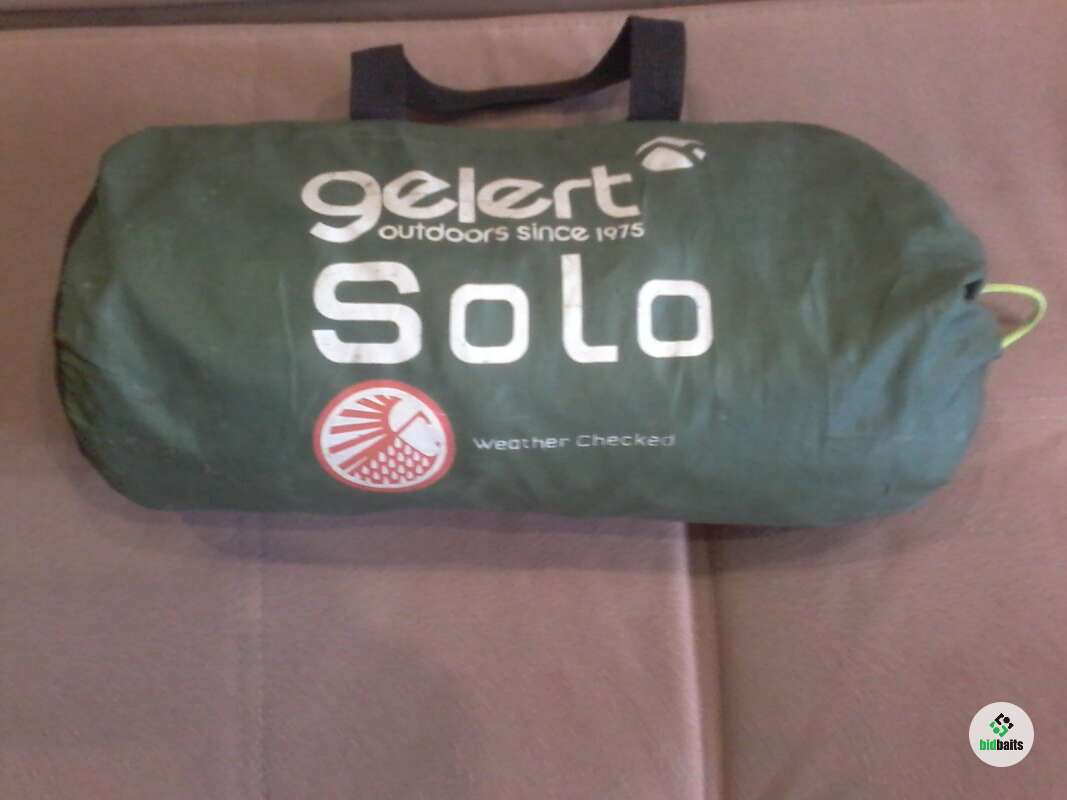 gelert
outdoors since 1975
Solo
Weather Checked
bidbaits